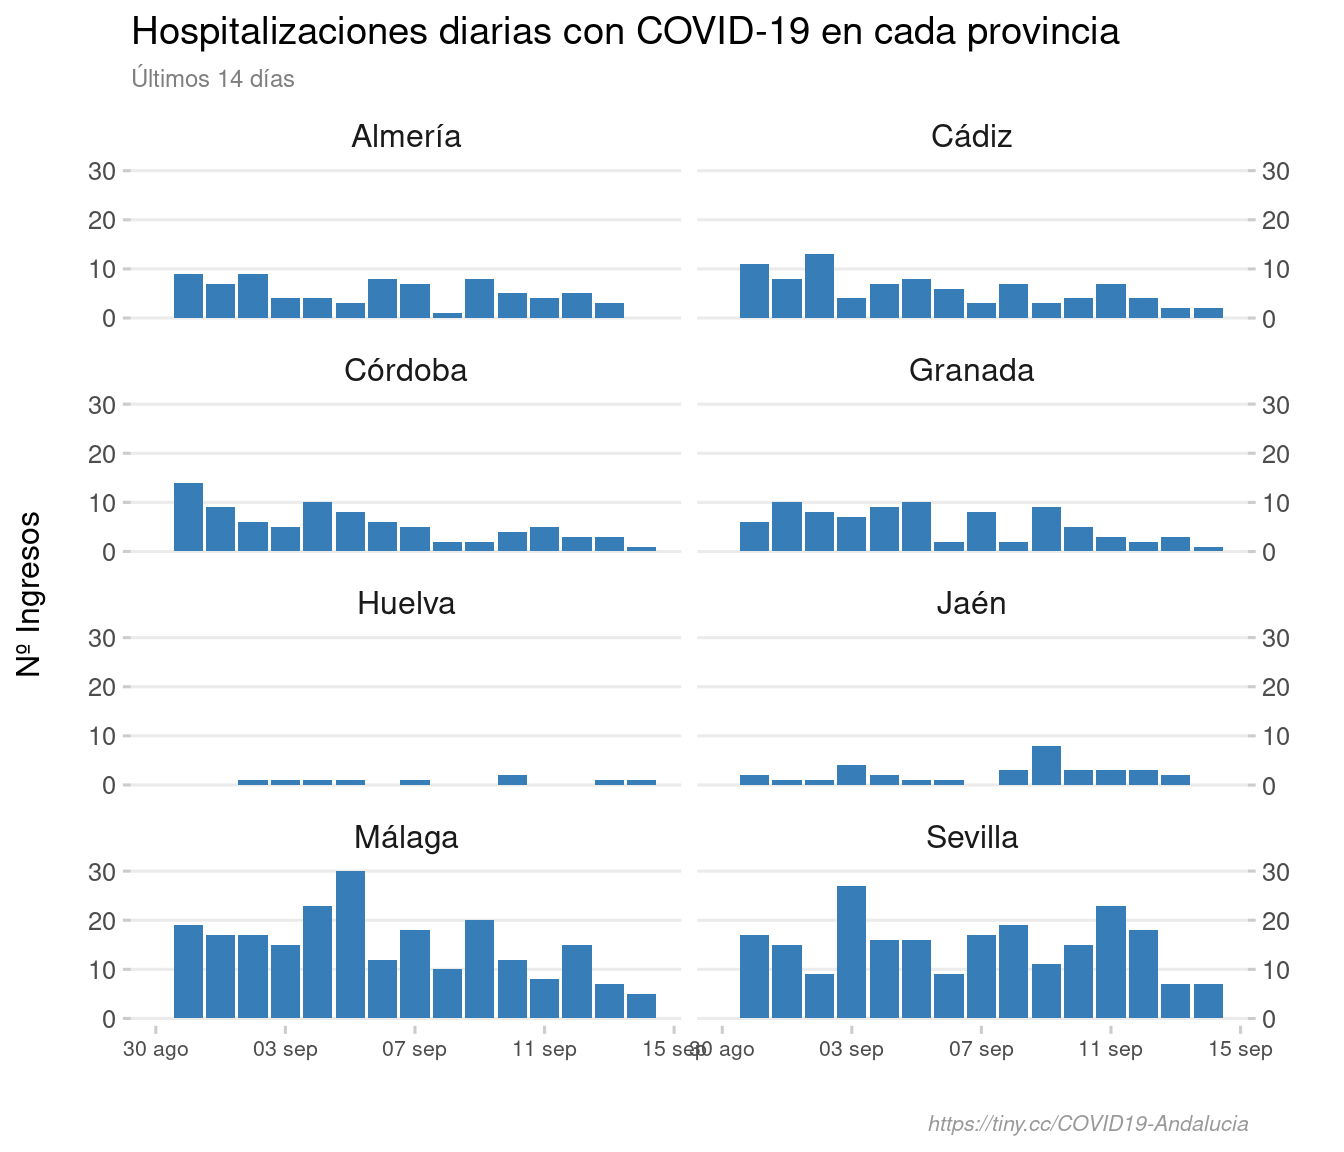 Hospitalizaciones diarias con COVID-19 en cada provincia
Últimos 14 días
Almería
Cádiz
30
20
10
0
30
20
10
0
Córdoba
Granada
30
20
10
0
30
20
10
0
Nº Ingresos
Huelva
Jaén
30
20
10
0
30
20
10
0
Málaga
Sevilla
30
20
10
0
30
20
10
0
30 ago 03 sep 07 sep 11 sep 15 sep
30 ago 03 sep 07 sep 11 sep 15 sep
https://tiny.cc/COVID19-Andalucia